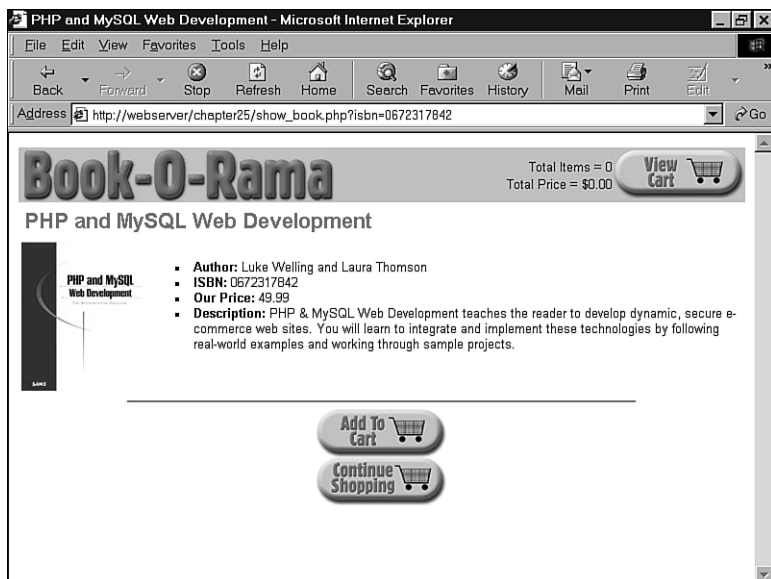 PHP and MySQL Web Development - Microsoft Internet Explorer
File Edit View Favorites Tools Help
Back Forward Stop Refresh Home Search Favorites History Mail Print Edit »
Address http://webserver/chapter25/show_book.php?isbn=0672317842 Go
Book-O-Rama
Total Items = 0
Total Price = $0.00
View
Cart
PHP and MySQL Web Development
PHP and MySQL
Web Development
SAMS
Author: Luke Welling and Laura Thomson
ISBN: 0672317842
Our Price: 49.99
Description: PHP & MySQL Web Development teaches the reader to develop dynamic, secure e-
commerce web sites. You will learn to integrate and implement these technologies by following
real-world examples and working through sample projects.
Add To
Cart
Continue
Shopping